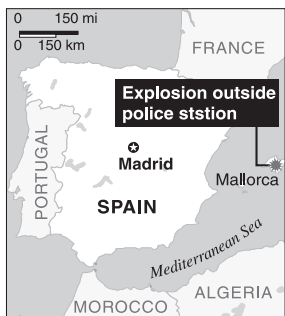 0 150 mi
0 150 km
FRANCE
Explosion outside
police ststion
PORTUGAL
Madrid
Mallorca
SPAIN
Mediterranean Sea
MOROCCO
ALGERIA